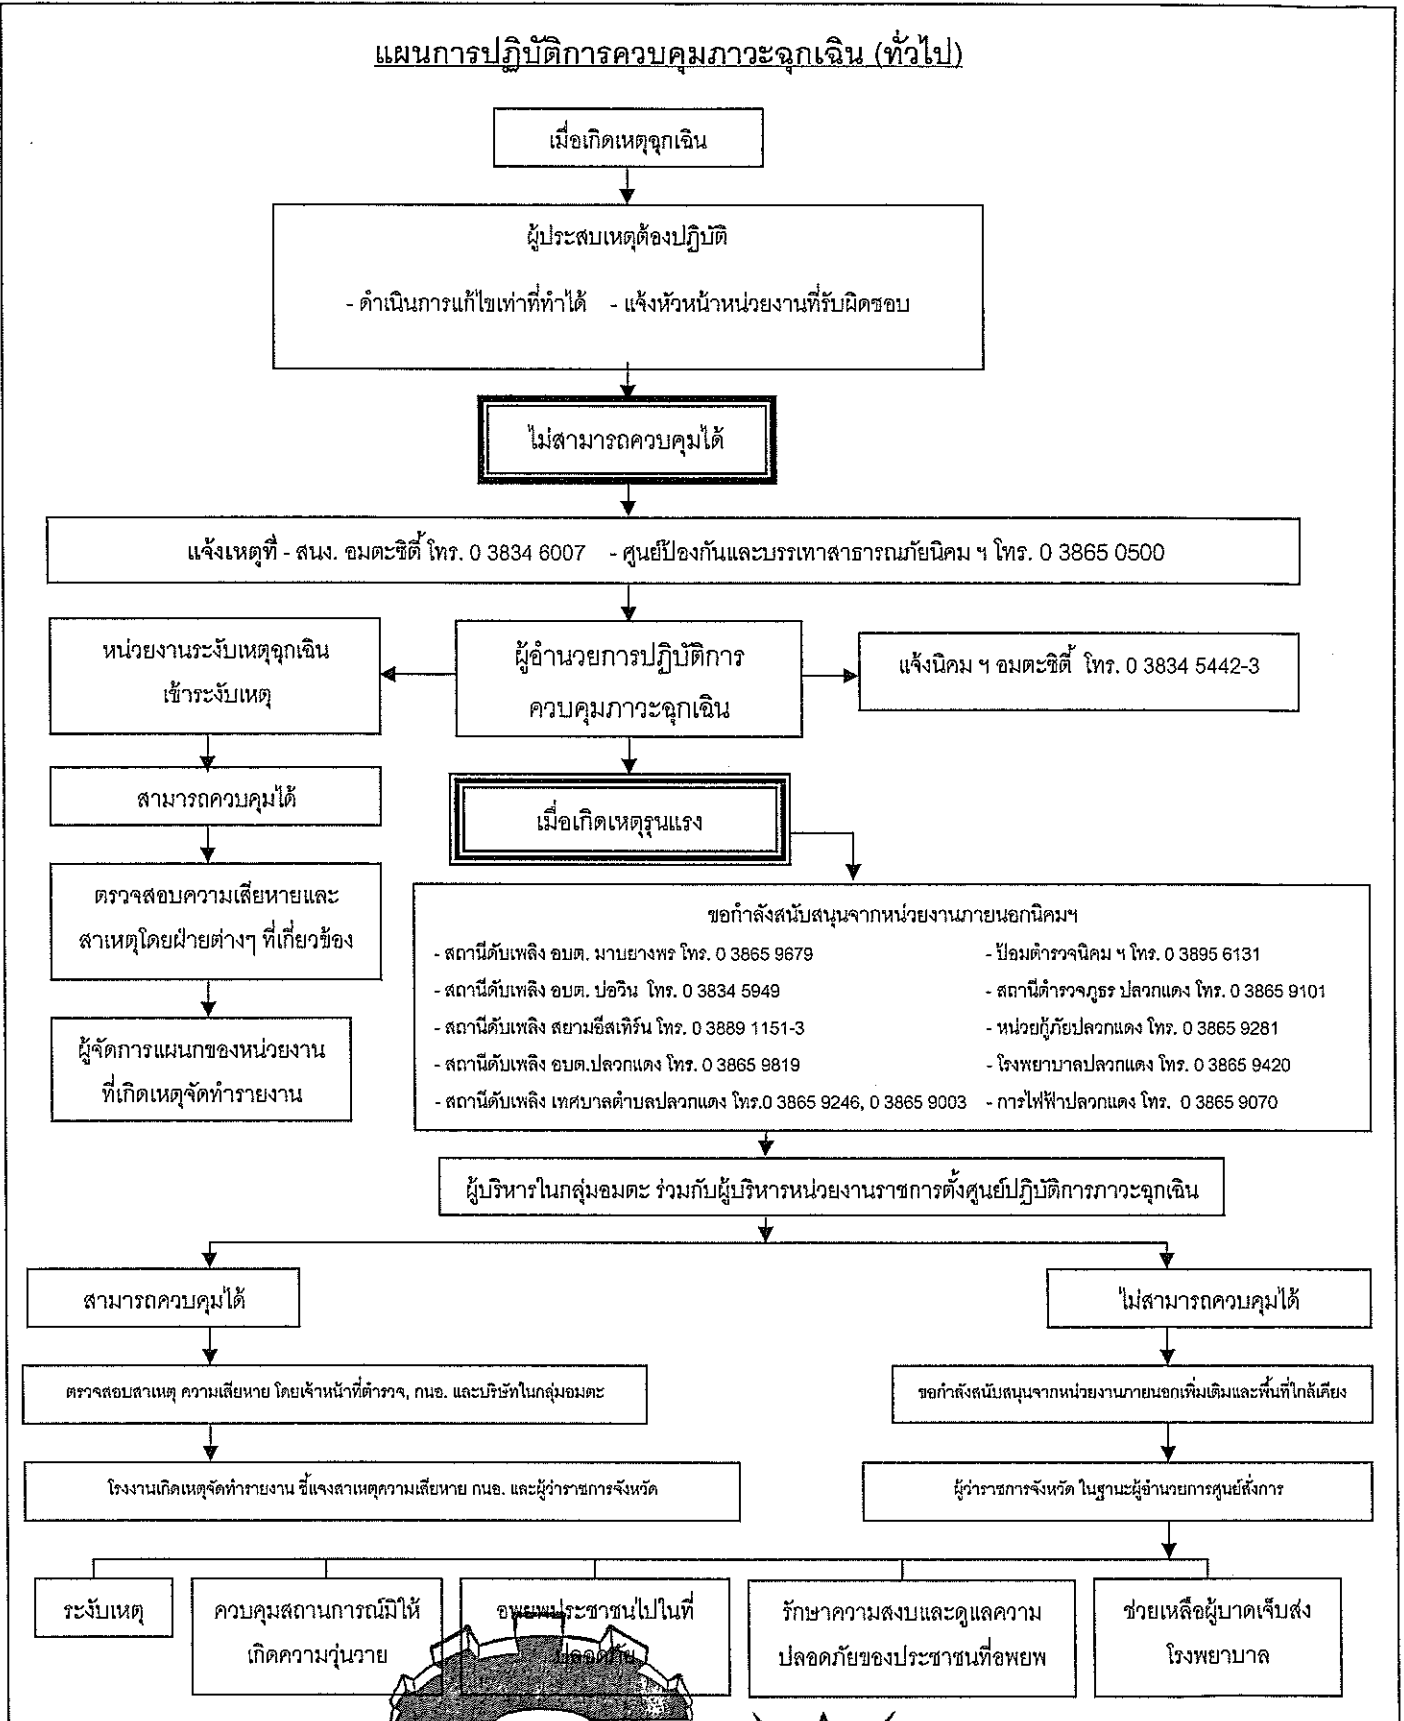 แผนการปฏิบัติการควบคุมภาวะฉุกเฉิน (ทั่วไป)
เมื่อเกิดเหตุฉุกเฉิน
ผู้ประสบเหตุต้องปฏิบัติ
- ดำเนินการแก้ไขเท่าที่ทำได้ - แจ้งหัวหน้าหน่วยงานที่รับผิดชอบ
ไม่สามารถควบคุมได้
แจ้งเหตุที่ - สนง. อมตะซิตี้ โทร. 0 3834 6007 - ศูนย์ป้องกันและบรรเทาสาธารณภัยนิคม ฯ โทร. 0 3865 0500
หน่วยงานระงับเหตุฉุกเฉิน
เข้าระงับเหตุ
ผู้อำนวยการปฏิบัติการ
ควบคุมภาวะฉุกเฉิน
แจ้งนิคม ฯ อมตะซิตี้ โทร. 0 3834 5442-3
สามารถควบคุมได้
เมื่อเกิดเหตุรุนแรง
ตรวจสอบความเสียหายและ
สาเหตุโดยฝ่ายต่างๆ ที่เกี่ยวข้อง
ผู้จัดการแผนกของหน่วยงาน
ที่เกิดเหตุจัดทำรายงาน
ขอกำลังสนับสนุนจากหน่วยงานภายนอกนิคมฯ
- สถานีดับเพลิง อบต. มาบยางพร โทร. 0 3865 9679
- ป้อมตำรวจนิคม ฯ โทร. 0 3895 6131
- สถานีดับเพลิง อบต. บ่อวิน โทร. 0 3834 5949
- สถานีตำรวจภูธร ปลวกแดง โทร. 0 3865 9101
- สถานีดับเพลิง สยามอีสเทิร์น โทร. 0 3889 1151-3
- หน่วยกู้ภัยปลวกแดง โทร. 0 3865 9281
- สถานีดับเพลิง อบต.ปลวกแดง โทร. 0 3865 9819
- โรงพยาบาลปลวกแดง โทร. 0 3865 9420
- สถานีดับเพลิง เทศบาลตำบลปลวกแดง โทร.0 3865 9246, 0 3865 9003
- การไฟฟ้าปลวกแดง โทร. 0 3865 9070
ผู้บริหารในกลุ่มอมตะ ร่วมกับผู้บริหารหน่วยงานราชการตั้งศูนย์ปฏิบัติการภาวะฉุกเฉิน
สามารถควบคุมได้
ไม่สามารถควบคุมได้
ตรวจสอบสาเหตุ ความเสียหาย โดยเจ้าหน้าที่ตำรวจ, กนอ. และบริษัทในกลุ่มอมตะ
ขอกำลังสนับสนุนจากหน่วยงานภายนอกเพิ่มเติมและพื้นที่ใกล้เคียง
โรงงานเกิดเหตุจัดทำรายงาน ชี้แจงสาเหตุความเสียหาย กนอ. และผู้ว่าราชการจังหวัด
ผู้ว่าราชการจังหวัด ในฐานะผู้อำนวยการศูนย์สั่งการ
ระงับเหตุ
ควบคุมสถานการณ์มิให้
เกิดความวุ่นวาย
อพยพประชาชนไปในที่
ปลอดภัย
รักษาความสงบและดูแลความ
ปลอดภัยของประชาชนที่อพยพ
ช่วยเหลือผู้บาดเจ็บส่ง
โรงพยาบาล